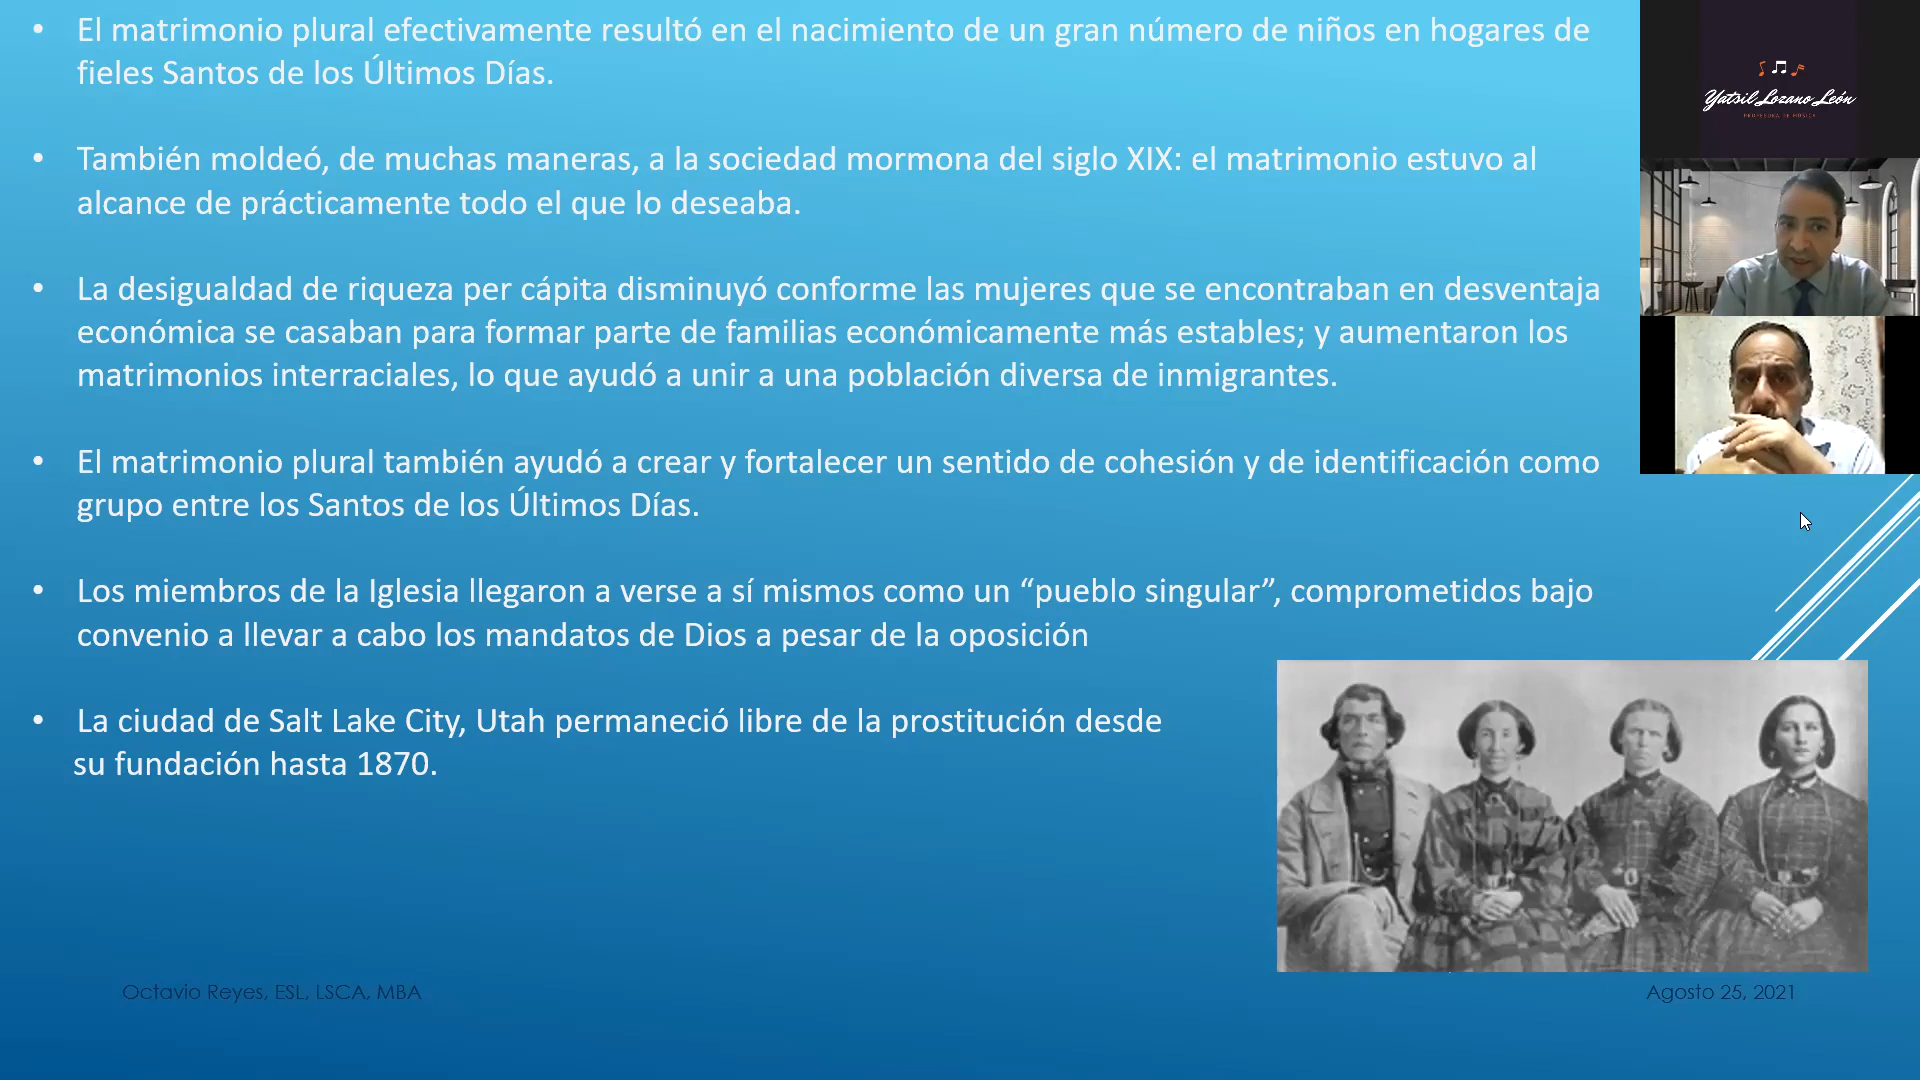 • El matrimonio plural efectivamente resultó en el nacimiento de un gran número de niños en hogares de
fieles Santos de los Últimos Días.
• También moldeó, de muchas maneras, a la sociedad mormona del siglo XIX: el matrimonio estuvo al
alcance de prácticamente todo el que lo deseaba.
• La desigualdad de riqueza per cápita disminuyó conforme las mujeres que se encontraban en desventaja
económica se casaban para formar parte de familias económicamente más estables; y aumentaron los
matrimonios interraciales, lo que ayudó a unir a una población diversa de inmigrantes.
• El matrimonio plural también ayudó a crear y fortalecer un sentido de cohesión y de identificación como
grupo entre los Santos de los Últimos Días.
• Los miembros de la Iglesia llegaron a verse a sí mismos como un “pueblo singular”, comprometidos bajo
convenio a llevar a cabo los mandatos de Dios a pesar de la oposición
• La ciudad de Salt Lake City, Utah permaneció libre de la prostitución desde
su fundación hasta 1870.
Octavio Reyes, ESL, LSCA, MBA
Agosto 25, 2021
Yatsil Lozano León
PROFESORA DE MÚSICA